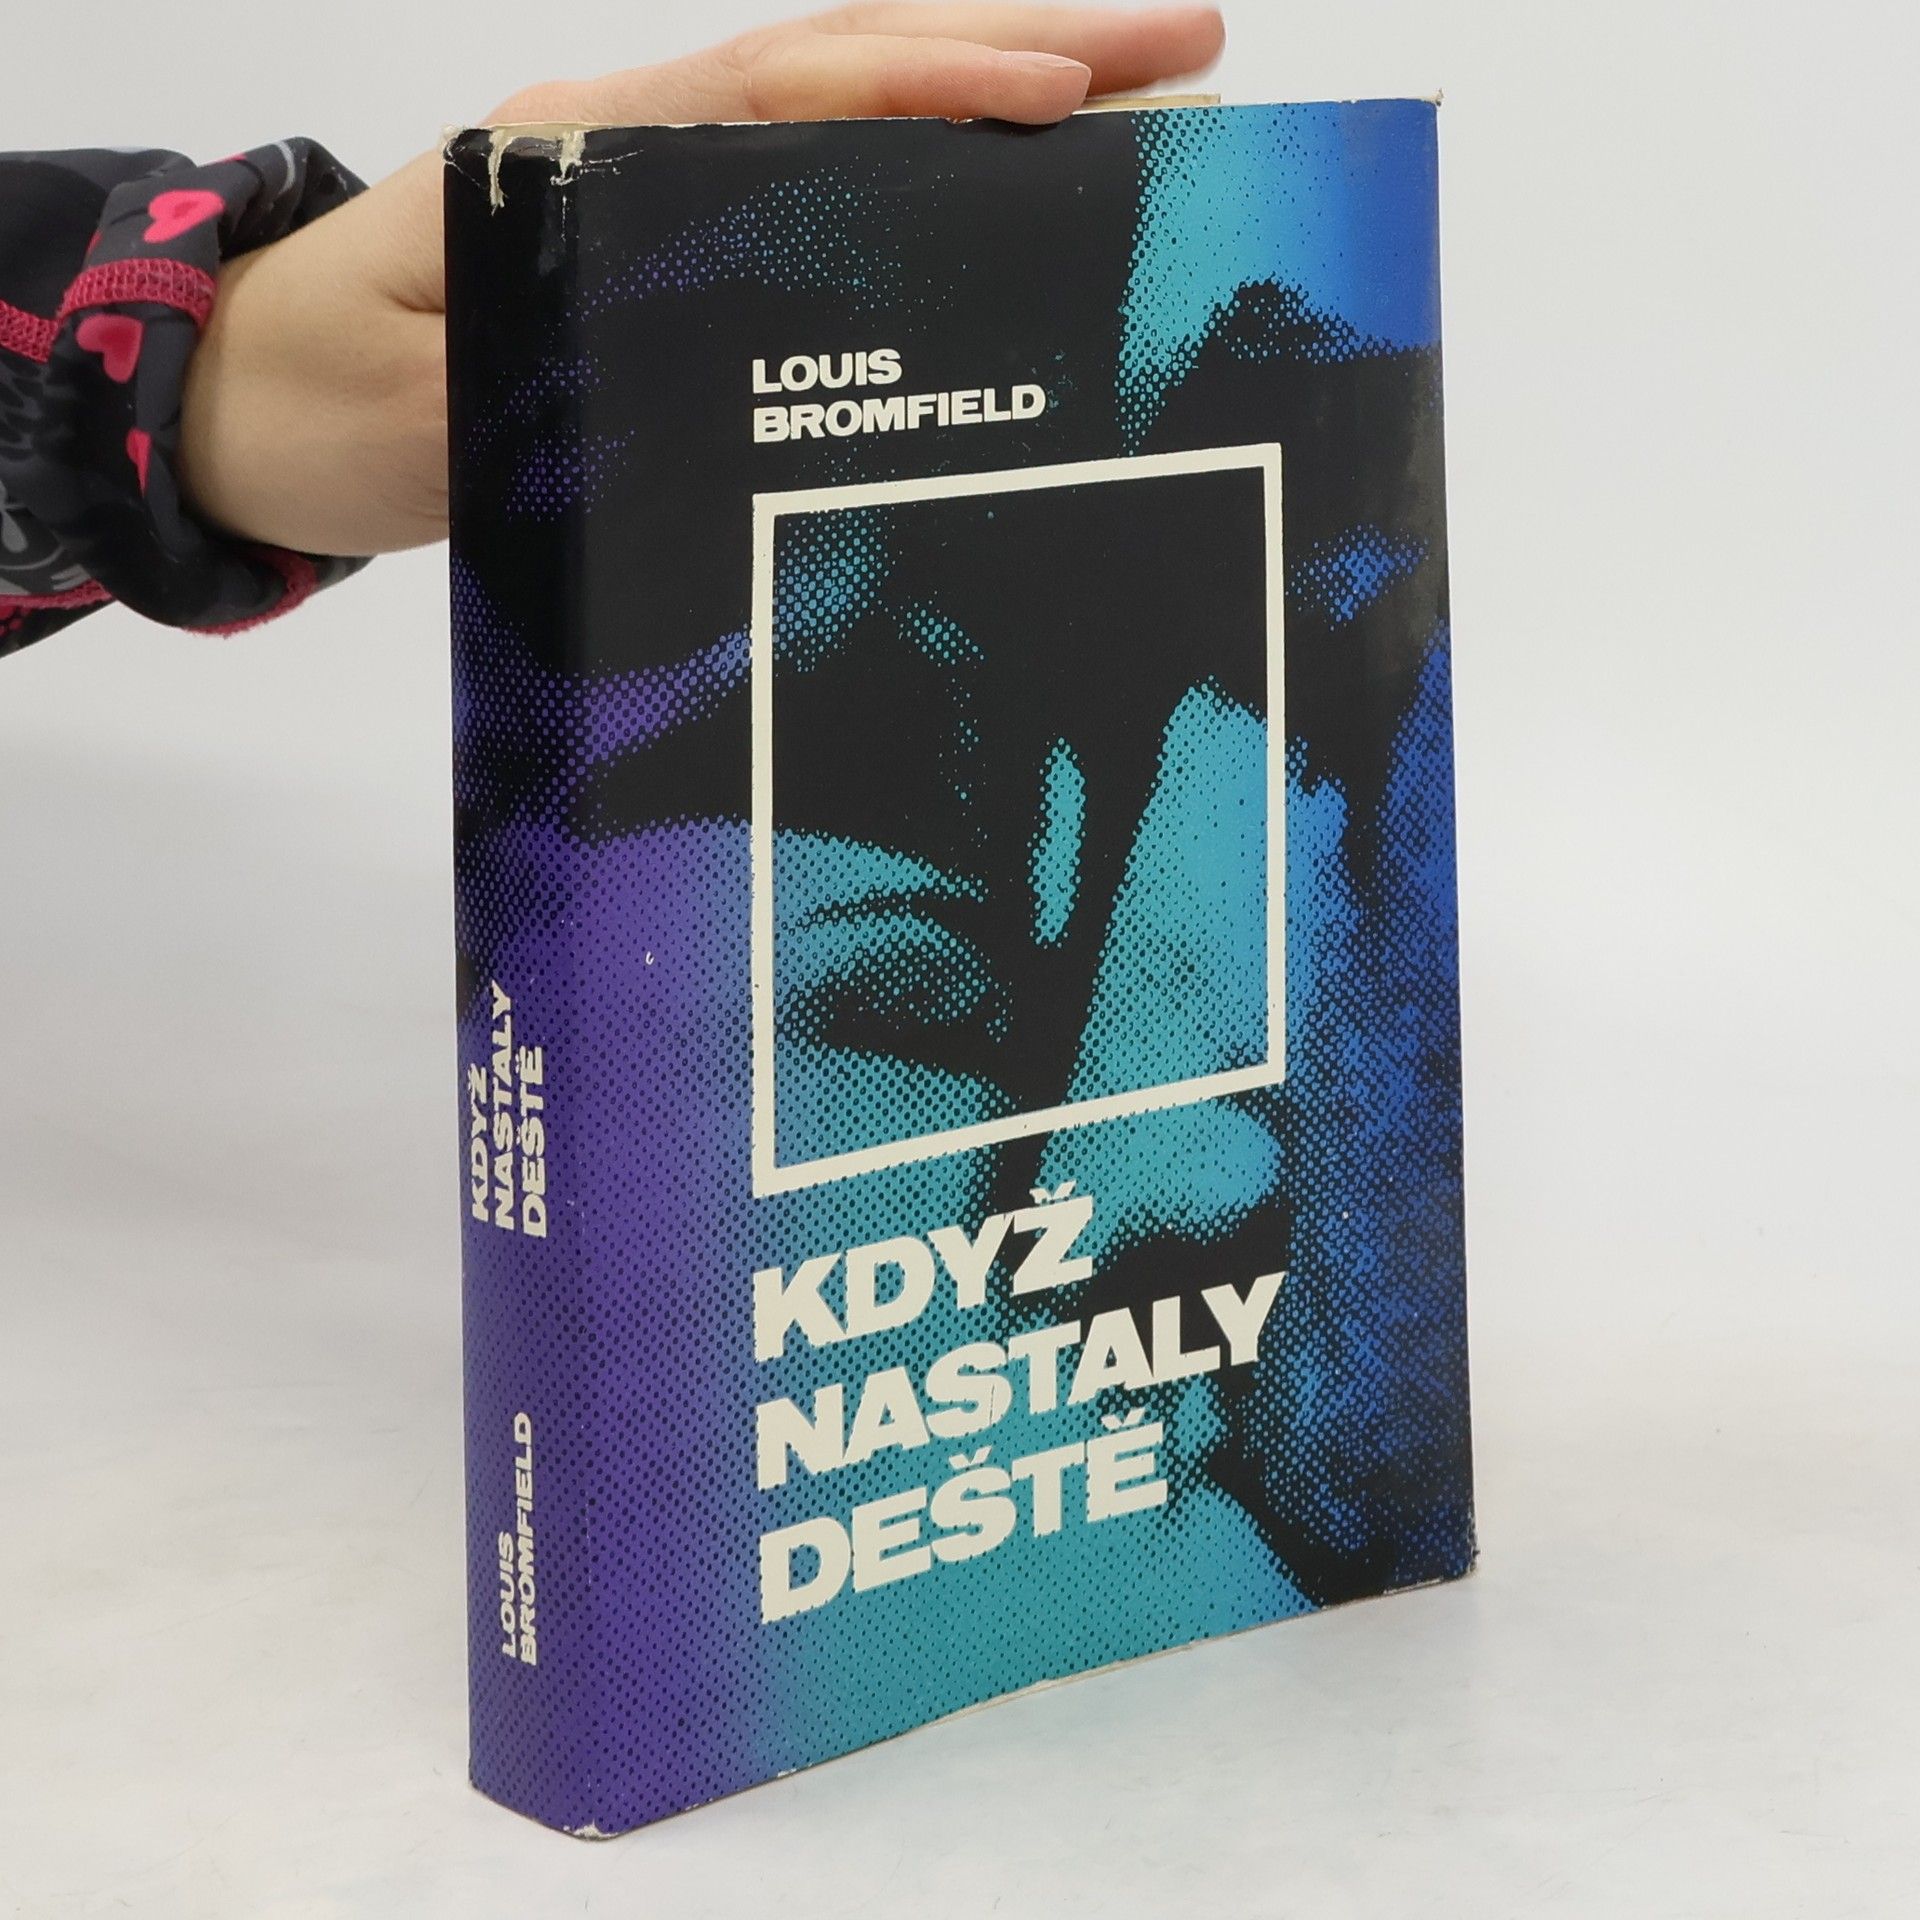 LOUIS
BROMFIELD
KDYŽ
NASTALY
DEŠTĚ
KDYŽ
NASTALY
DEŠTĚ
LOUIS
BROMFIELD